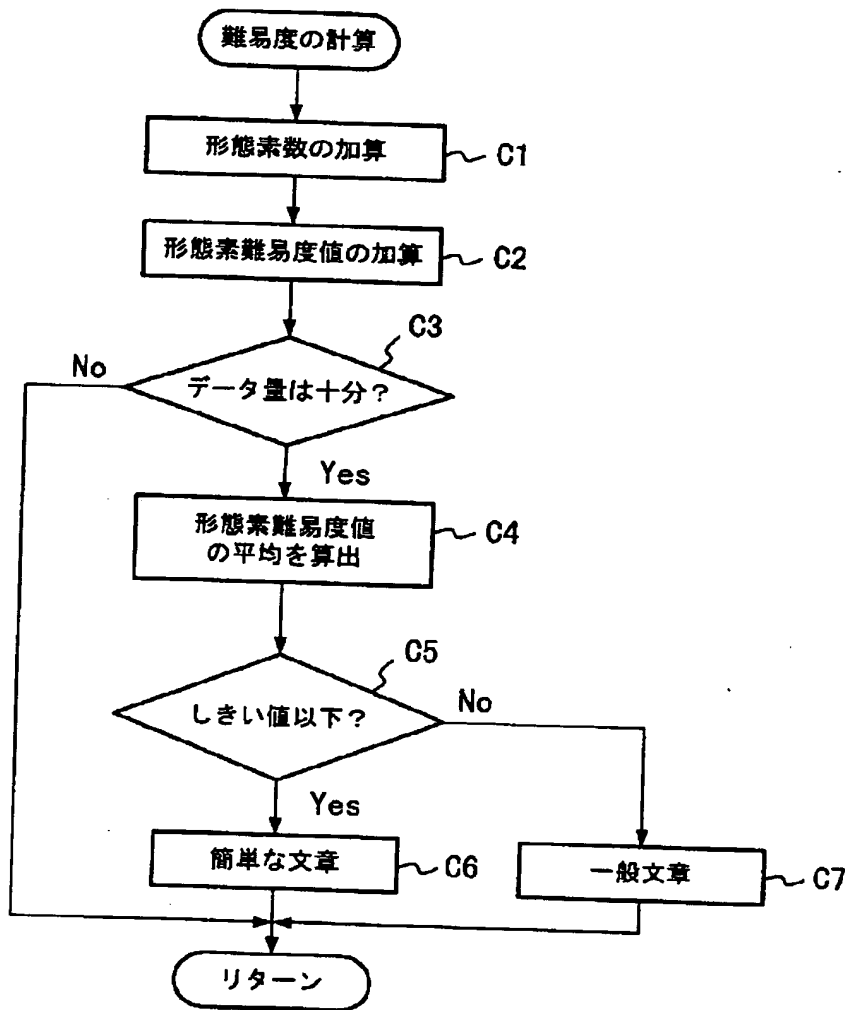 難易度の計算
形態素数の加算
C1
形態素難易度値の加算
C2
C3
No
データ量は十分?
Yes
形態素難易度値
の平均を算出
C4
C5
しきい値以下?
No
Yes
簡単な文章
C6
一般文章
C7
リターン